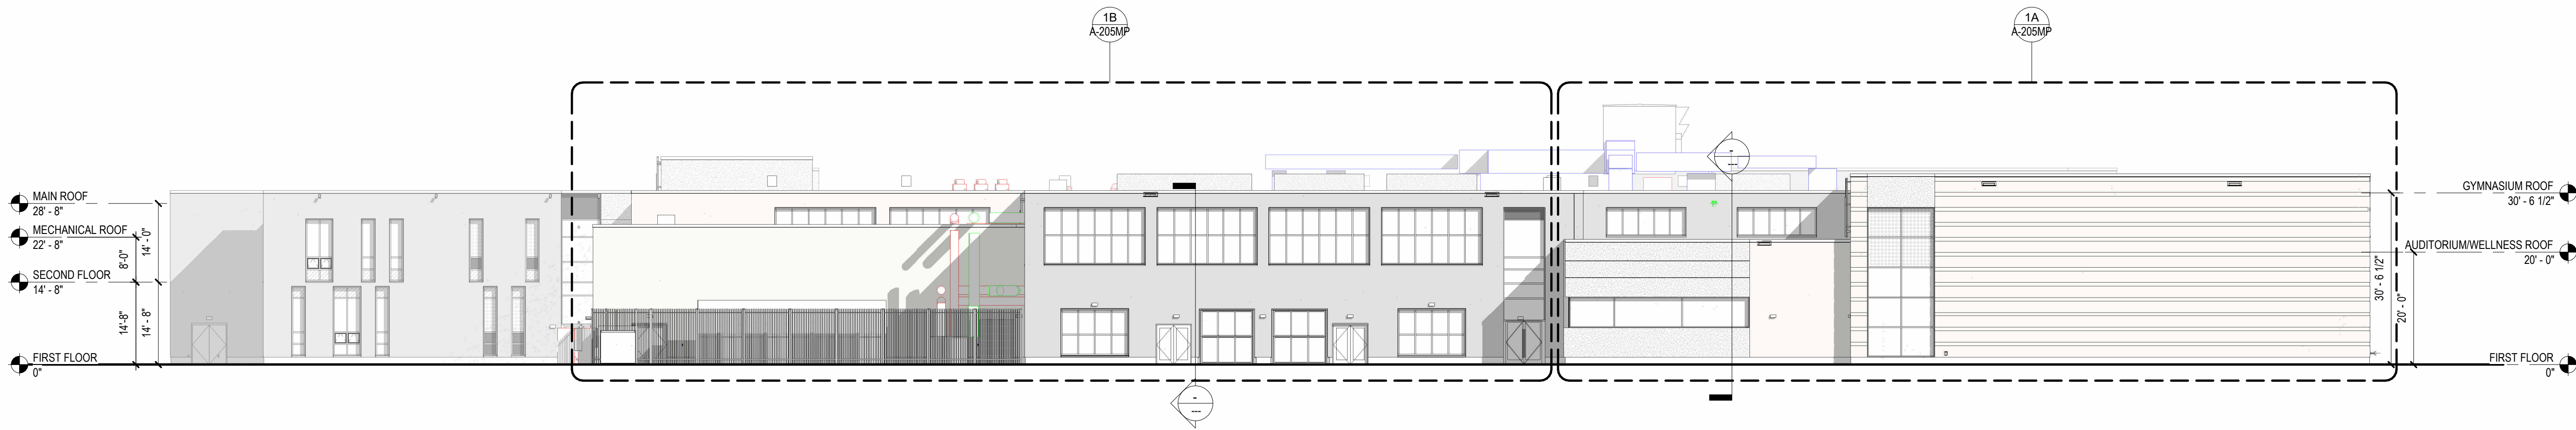 1B
A-205MP
1A
A-205MP
MAIN ROOF
28' - 8"
MECHANICAL ROOF
22' - 8"
SECOND FLOOR
14' - 8"
FIRST FLOOR
0"
8'-0"
14' - 0"
14'-8"
14' - 8"
GYMNASIUM ROOF
30' - 6 1/2"
AUDITORIUM/WELLNESS ROOF
20' - 0"
FIRST FLOOR
0"
30' - 6 1/2"
20' - 0"
-
---
-
---